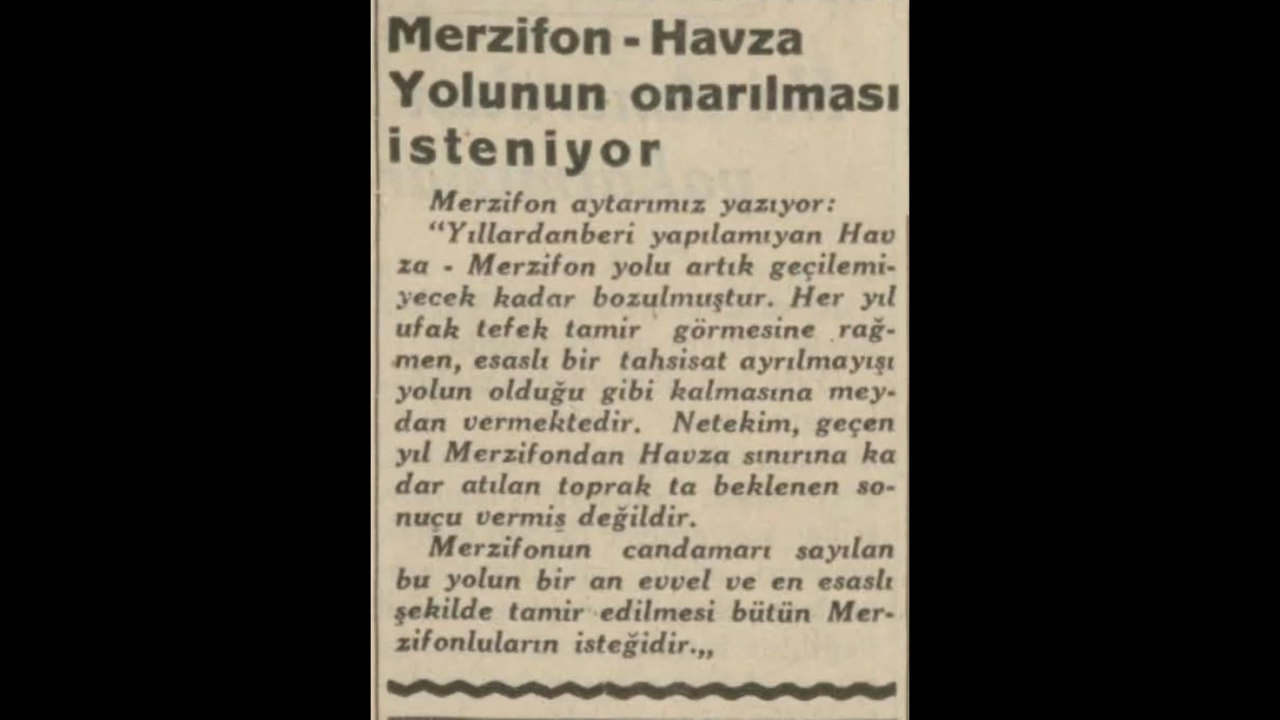 Merzifon - Havza
Yolunun onarılması
isteniyor
Merzifon aytarımız yazıyor:
“Yıllardanberi yapılamıyan Hav
za - Merzifon yolu artık geçilemi-
yecek kadar bozulmuştur. Her yıl
ufak tefek tamir görmesine rağ-
men, esaslı bir tahsisat ayrılmayışı
yolun olduğu gibi kalmasına mey-
dan vermektedir. Netekim, geçen
yıl Merzifondan Havza sınırına ka
dar atılan toprak ta beklenen so-
nuçu vermiş değildir.
Merzifonun candamarı sayılan
bu yolun bir an evvel ve en esaslı
şekilde tamir edilmesi bütün Mer-
zifonluların isteğidir.„